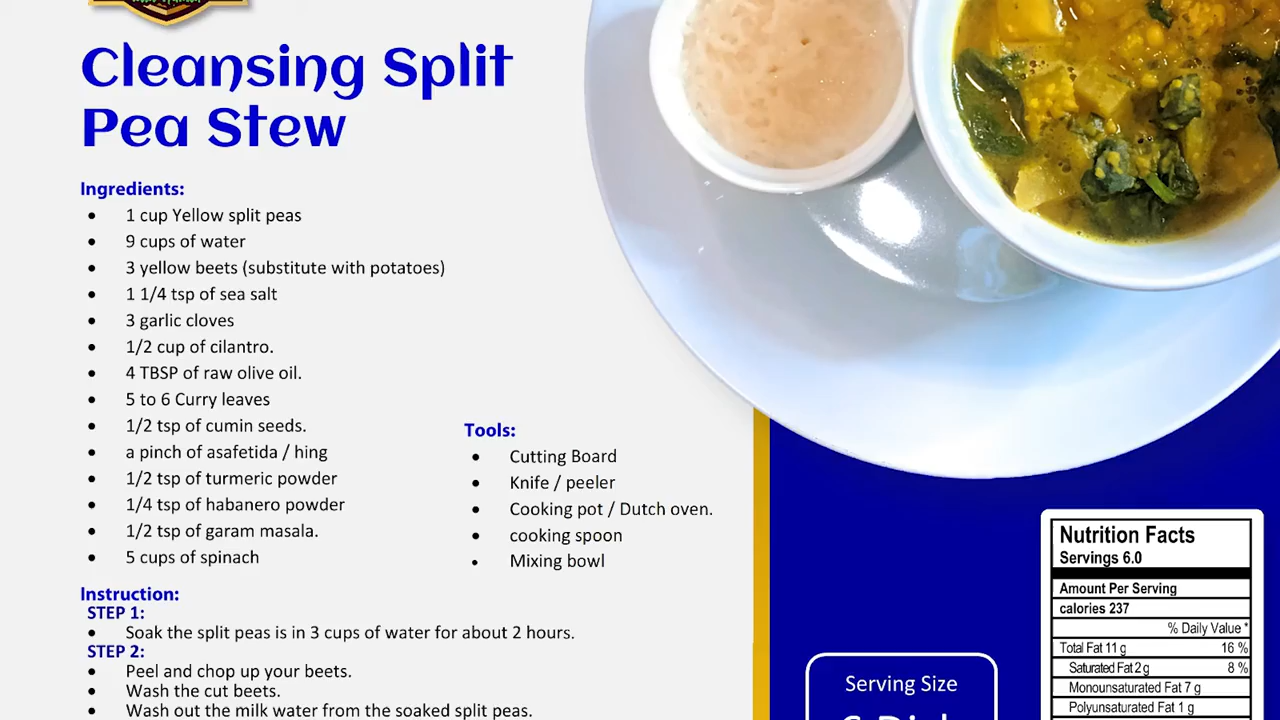 Cleansing Split
Pea Stew
Ingredients:
• 1 cup Yellow split peas
• 9 cups of water
• 3 yellow beets (substitute with potatoes)
• 1 1/4 tsp of sea salt
• 3 garlic cloves
• 1/2 cup of cilantro.
• 4 TBSP of raw olive oil.
• 5 to 6 Curry leaves
• 1/2 tsp of cumin seeds.
• a pinch of asafetida / hing
• 1/2 tsp of turmeric powder
• 1/4 tsp of habanero powder
• 1/2 tsp of garam masala.
• 5 cups of spinach
Tools:
• Cutting Board
• Knife / peeler
• Cooking pot / Dutch oven.
• cooking spoon
• Mixing bowl
Instruction:
STEP 1:
• Soak the split peas is in 3 cups of water for about 2 hours.
STEP 2:
• Peel and chop up your beets.
• Wash the cut beets.
• Wash out the milk water from the soaked split peas.
Serving Size
Nutrition Facts
Servings 6.0
Amount Per Serving
calories 237
% Daily Value *
Total Fat 11 g 16 %
Saturated Fat 2 g 8 %
Monounsaturated Fat 7 g
Polyunsaturated Fat 1 g